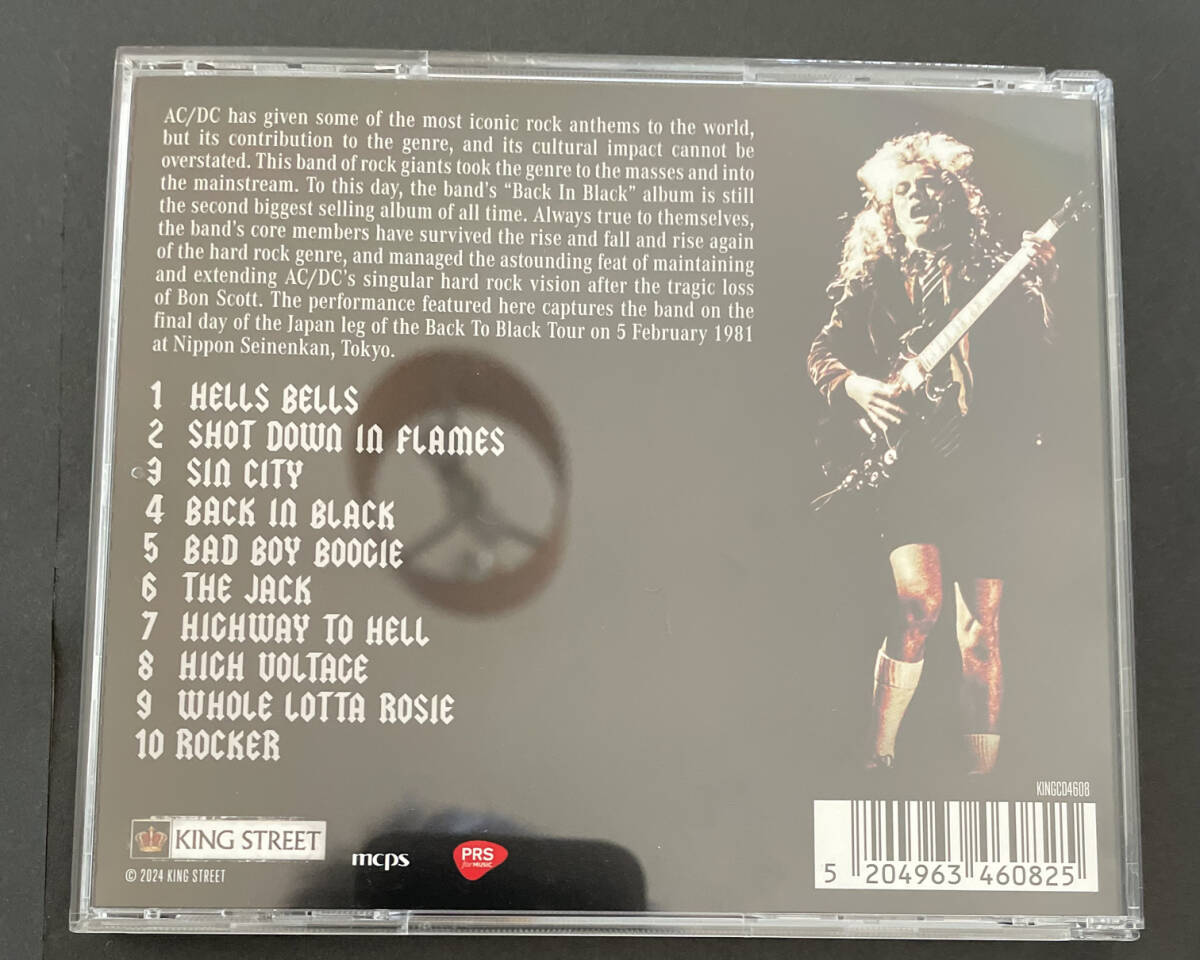 AC/DC has given some of the most iconic rock anthems to the world,
but its contribution to the genre, and its cultural impact cannot be
overstated. This band of rock giants took the genre to the masses and into
the mainstream. To this day, the band's “Back In Black” album is still
the second biggest selling album of all time. Always true to themselves,
the band's core members have survived the rise and fall and rise again
of the hard rock genre, and managed the astounding feat of maintaining
and extending AC/DC's singular hard rock vision after the tragic loss
of Bon Scott. The performance featured here captures the band on the
final day of the Japan leg of the Back To Black Tour on 5 February 1981
at Nippon Seinenkan, Tokyo.
1 HELLS BELLS
2 SHOT DOWN IN FLAMES
3 SIN CITY
4 BACK IN BLACK
5 BAD BOY BOOGIE
6 THE JACK
7 HIGHWAY TO HELL
8 HIGH VOLTAGE
9 WHOLE LOTTA ROSIE
10 ROCKER
KINGCD4608
KING STREET
mcps
PRS
for MUSIC
© 2024 KING STREET
5 204963 460825